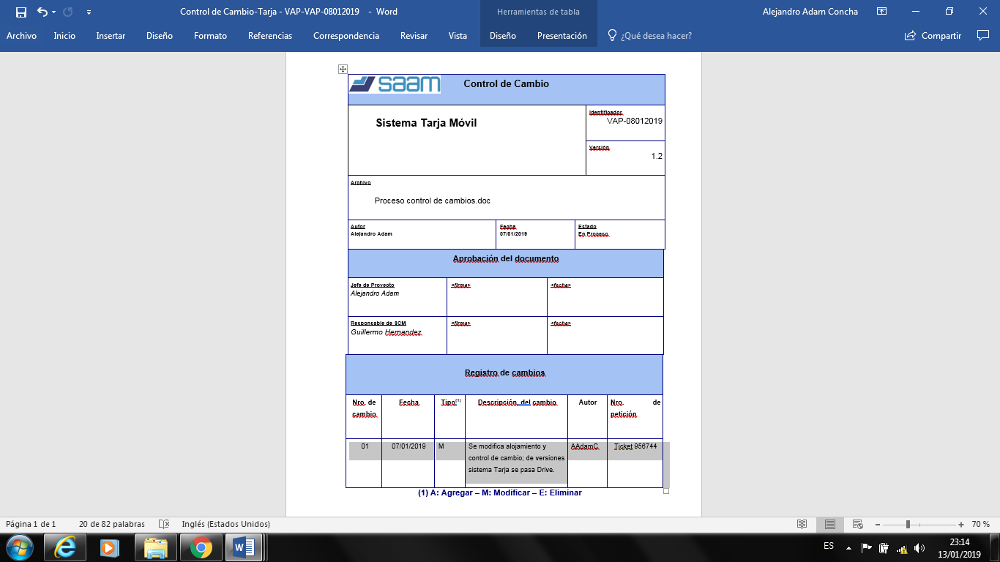 Control de Cambio-Tarja - VAP-VAP-08012019 - Word
Herramientas de tabla
Alejandro Adam Concha
Archivo Inicio Insertar Diseño Formato Referencias Correspondencia Revisar Vista Diseño Presentación ¿Qué desea hacer? Compartir
saam Control de Cambio
Sistema Tarja Móvil
Identificador
VAP-08012019
Versión
1.2
Archivo
Proceso control de cambios.doc
Autor
Alejandro Adam
Fecha
07/01/2019
Estado
En Proceso
Aprobación del documento
Jefe de Proyecto
Alejandro Adam
<firma>
<fecha>
Responsable de SCM
Guillermo Hernandez
<firma>
<fecha>
Registro de cambios
Nro. de
cambio
Fecha
Tipo(1)
Descripción del cambio
Autor
Nro. de
petición
01
07/01/2019
M
Se modifica alojamiento y
control de cambio; de versiones
sistema Tarja se pasa Drive.
AAdamC
Ticket 956744
(1) A: Agregar – M: Modificar – E: Eliminar
Página 1 de 1 20 de 82 palabras Inglés (Estados Unidos) 70 %
ES
23:14
13/01/2019